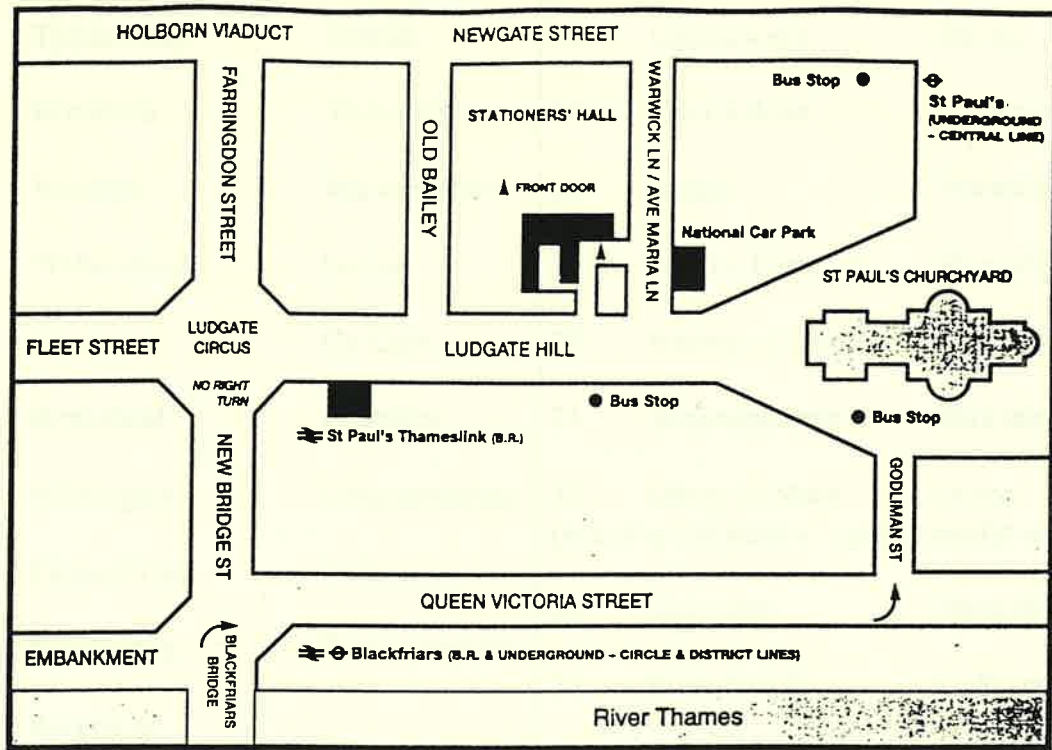 HOLBORN VIADUCT
NEWGATE STREET
FARRINGDON STREET
OLD BAILEY
STATIONERS' HALL
FRONT DOOR
WARWICK LN / AVE MARIA LN
Bus Stop
St Paul's
(UNDERGROUND
– CENTRAL LINE)
National Car Park
ST PAUL'S CHURCHYARD
FLEET STREET
LUDGATE
CIRCUS
LUDGATE HILL
NO RIGHT
TURN
Bus Stop
Bus Stop
St Paul's Thameslink (B.R.)
NEW BRIDGE ST
GODLIMAN ST
QUEEN VICTORIA STREET
EMBANKMENT
BLACKFRIARS
BRIDGE
Blackfriars (B.R. & UNDERGROUND – CIRCLE & DISTRICT LINES)
River Thames